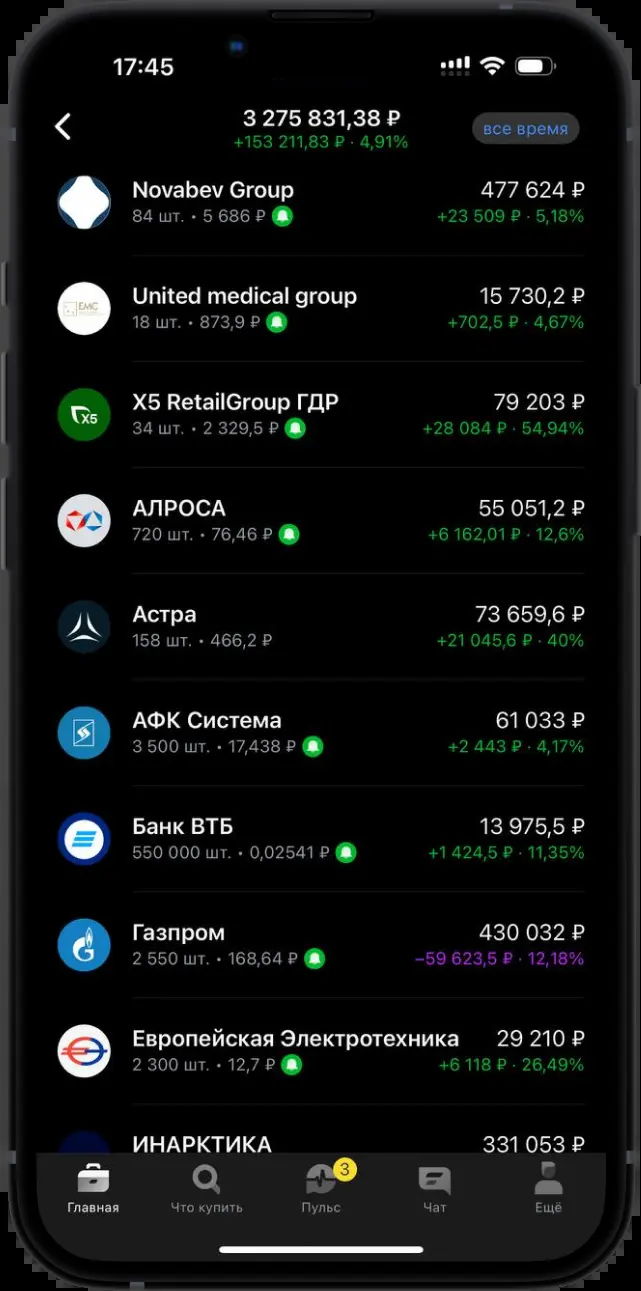 17:45
3 275 831,38 ₽
+153 211,83 ₽ · 4,91%
все время
Novabev Group 477 624 ₽
84 шт. • 5 686 ₽ +23 509 ₽ · 5,18%
EMC
United medical group 15 730,2 ₽
18 шт. • 873,9 ₽ +702,5 ₽ · 4,67%
X5
X5 RetailGroup ГДР 79 203 ₽
34 шт. • 2 329,5 ₽ +28 084 ₽ · 54,94%
АЛРОСА 55 051,2 ₽
720 шт. • 76,46 ₽ +6 162,01 ₽ · 12,6%
Астра 73 659,6 ₽
158 шт. • 466,2 ₽ +21 045,6 ₽ · 40%
АФК Система 61 033 ₽
3 500 шт. • 17,438 ₽ +2 443 ₽ · 4,17%
Банк ВТБ 13 975,5 ₽
550 000 шт. • 0,02541 ₽ +1 424,5 ₽ · 11,35%
Газпром 430 032 ₽
2 550 шт. • 168,64 ₽ −59 623,5 ₽ · 12,18%
Европейская Электротехника 29 210 ₽
2 300 шт. • 12,7 ₽ +6 118 ₽ · 26,49%
ИНАРКТИКА 331 053 ₽
3
Главная Что купить Пульс Чат Ещё